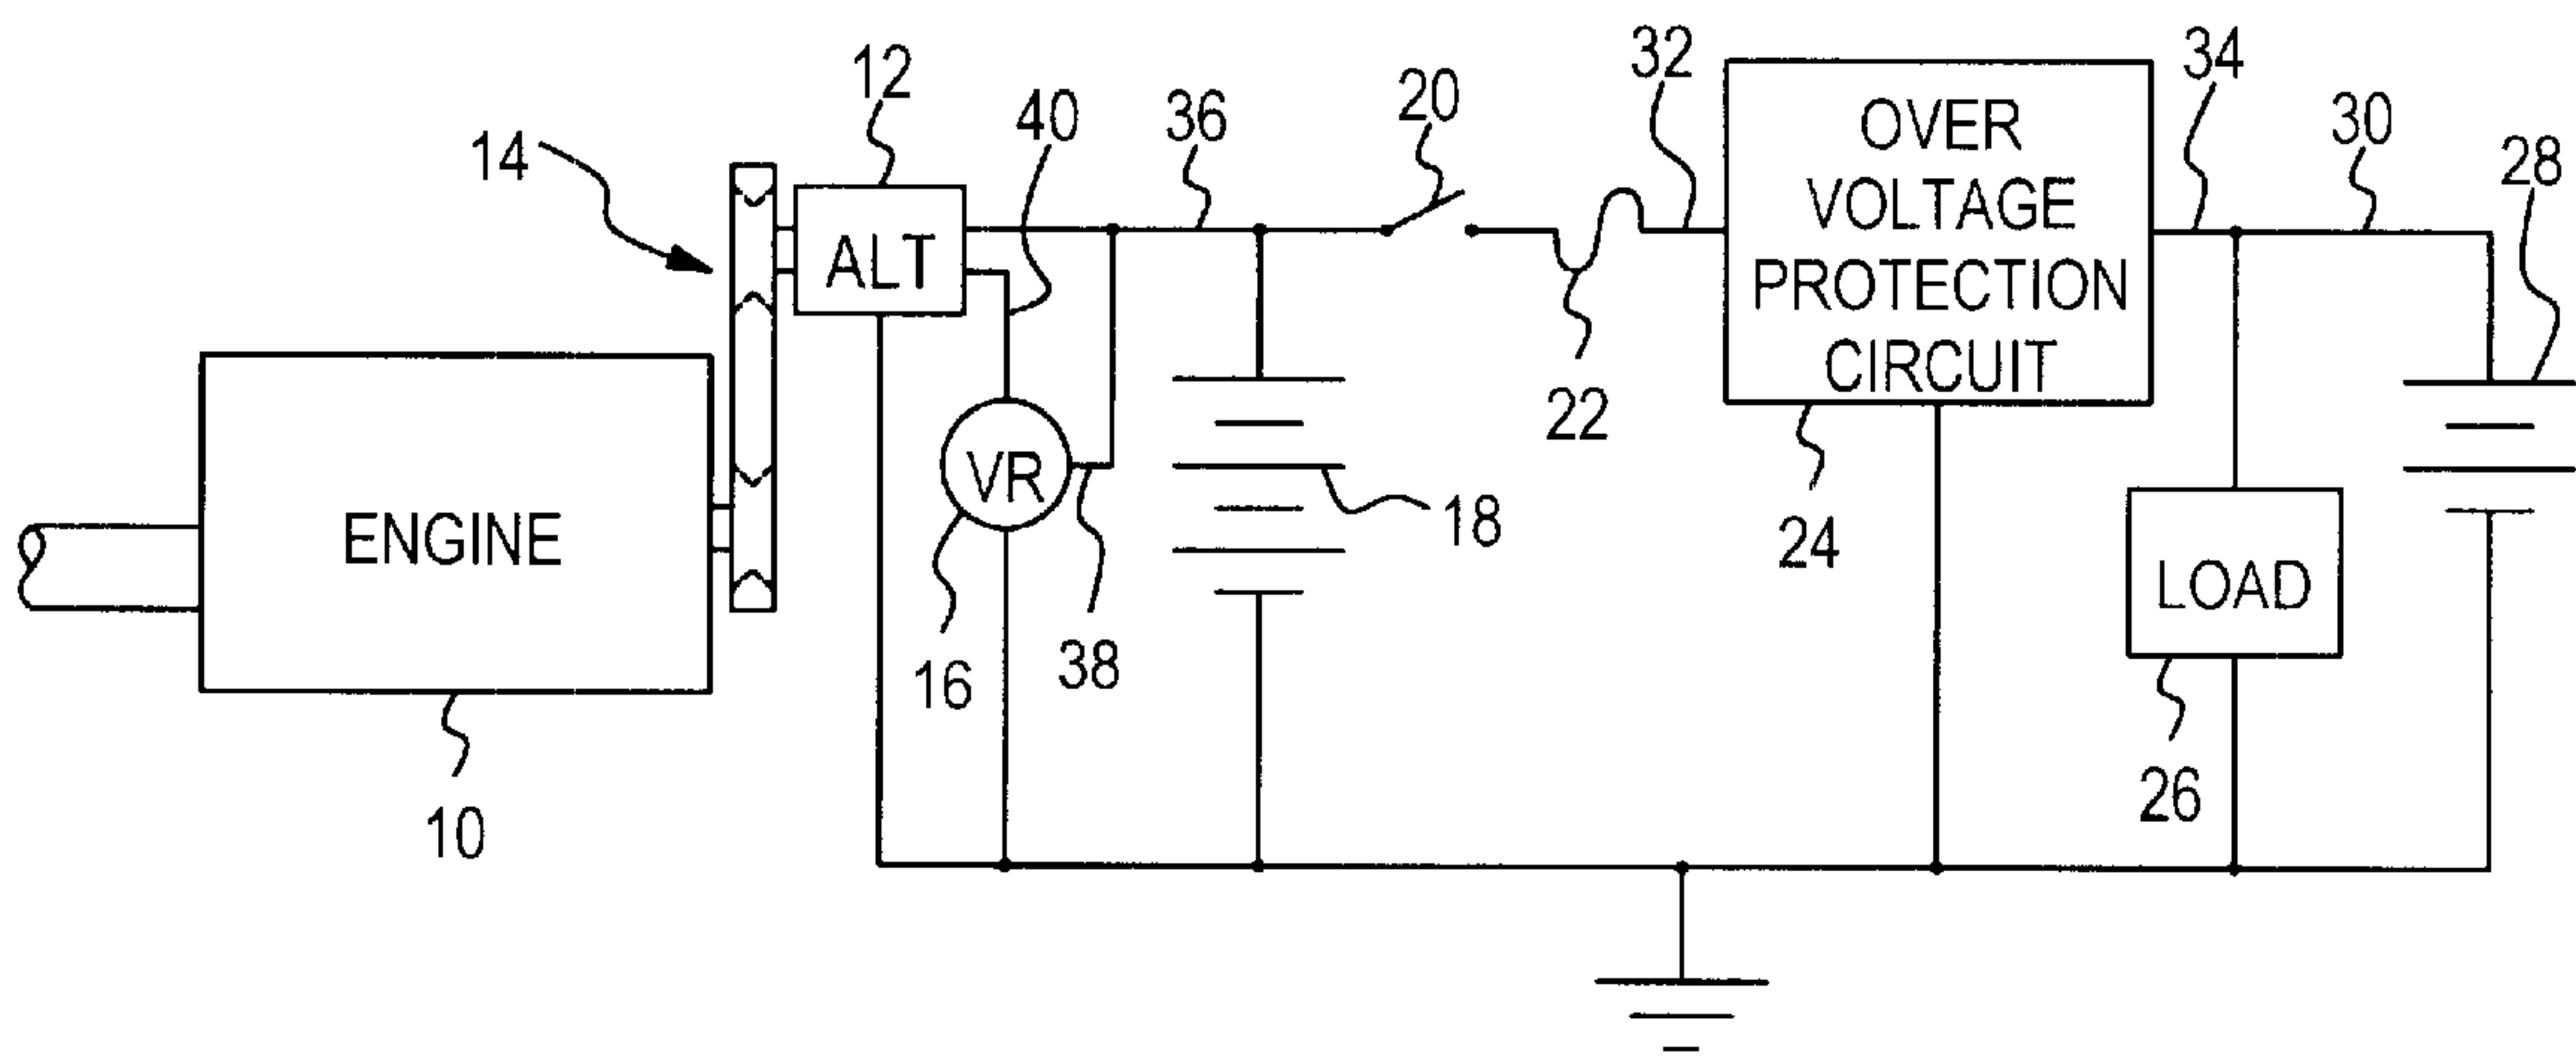 12
14
40
36
20
32
34
30
28
OVER
VOLTAGE
PROTECTION
CIRCUIT
ALT
22
VR
18
24
ENGINE
LOAD
16
38
26
10